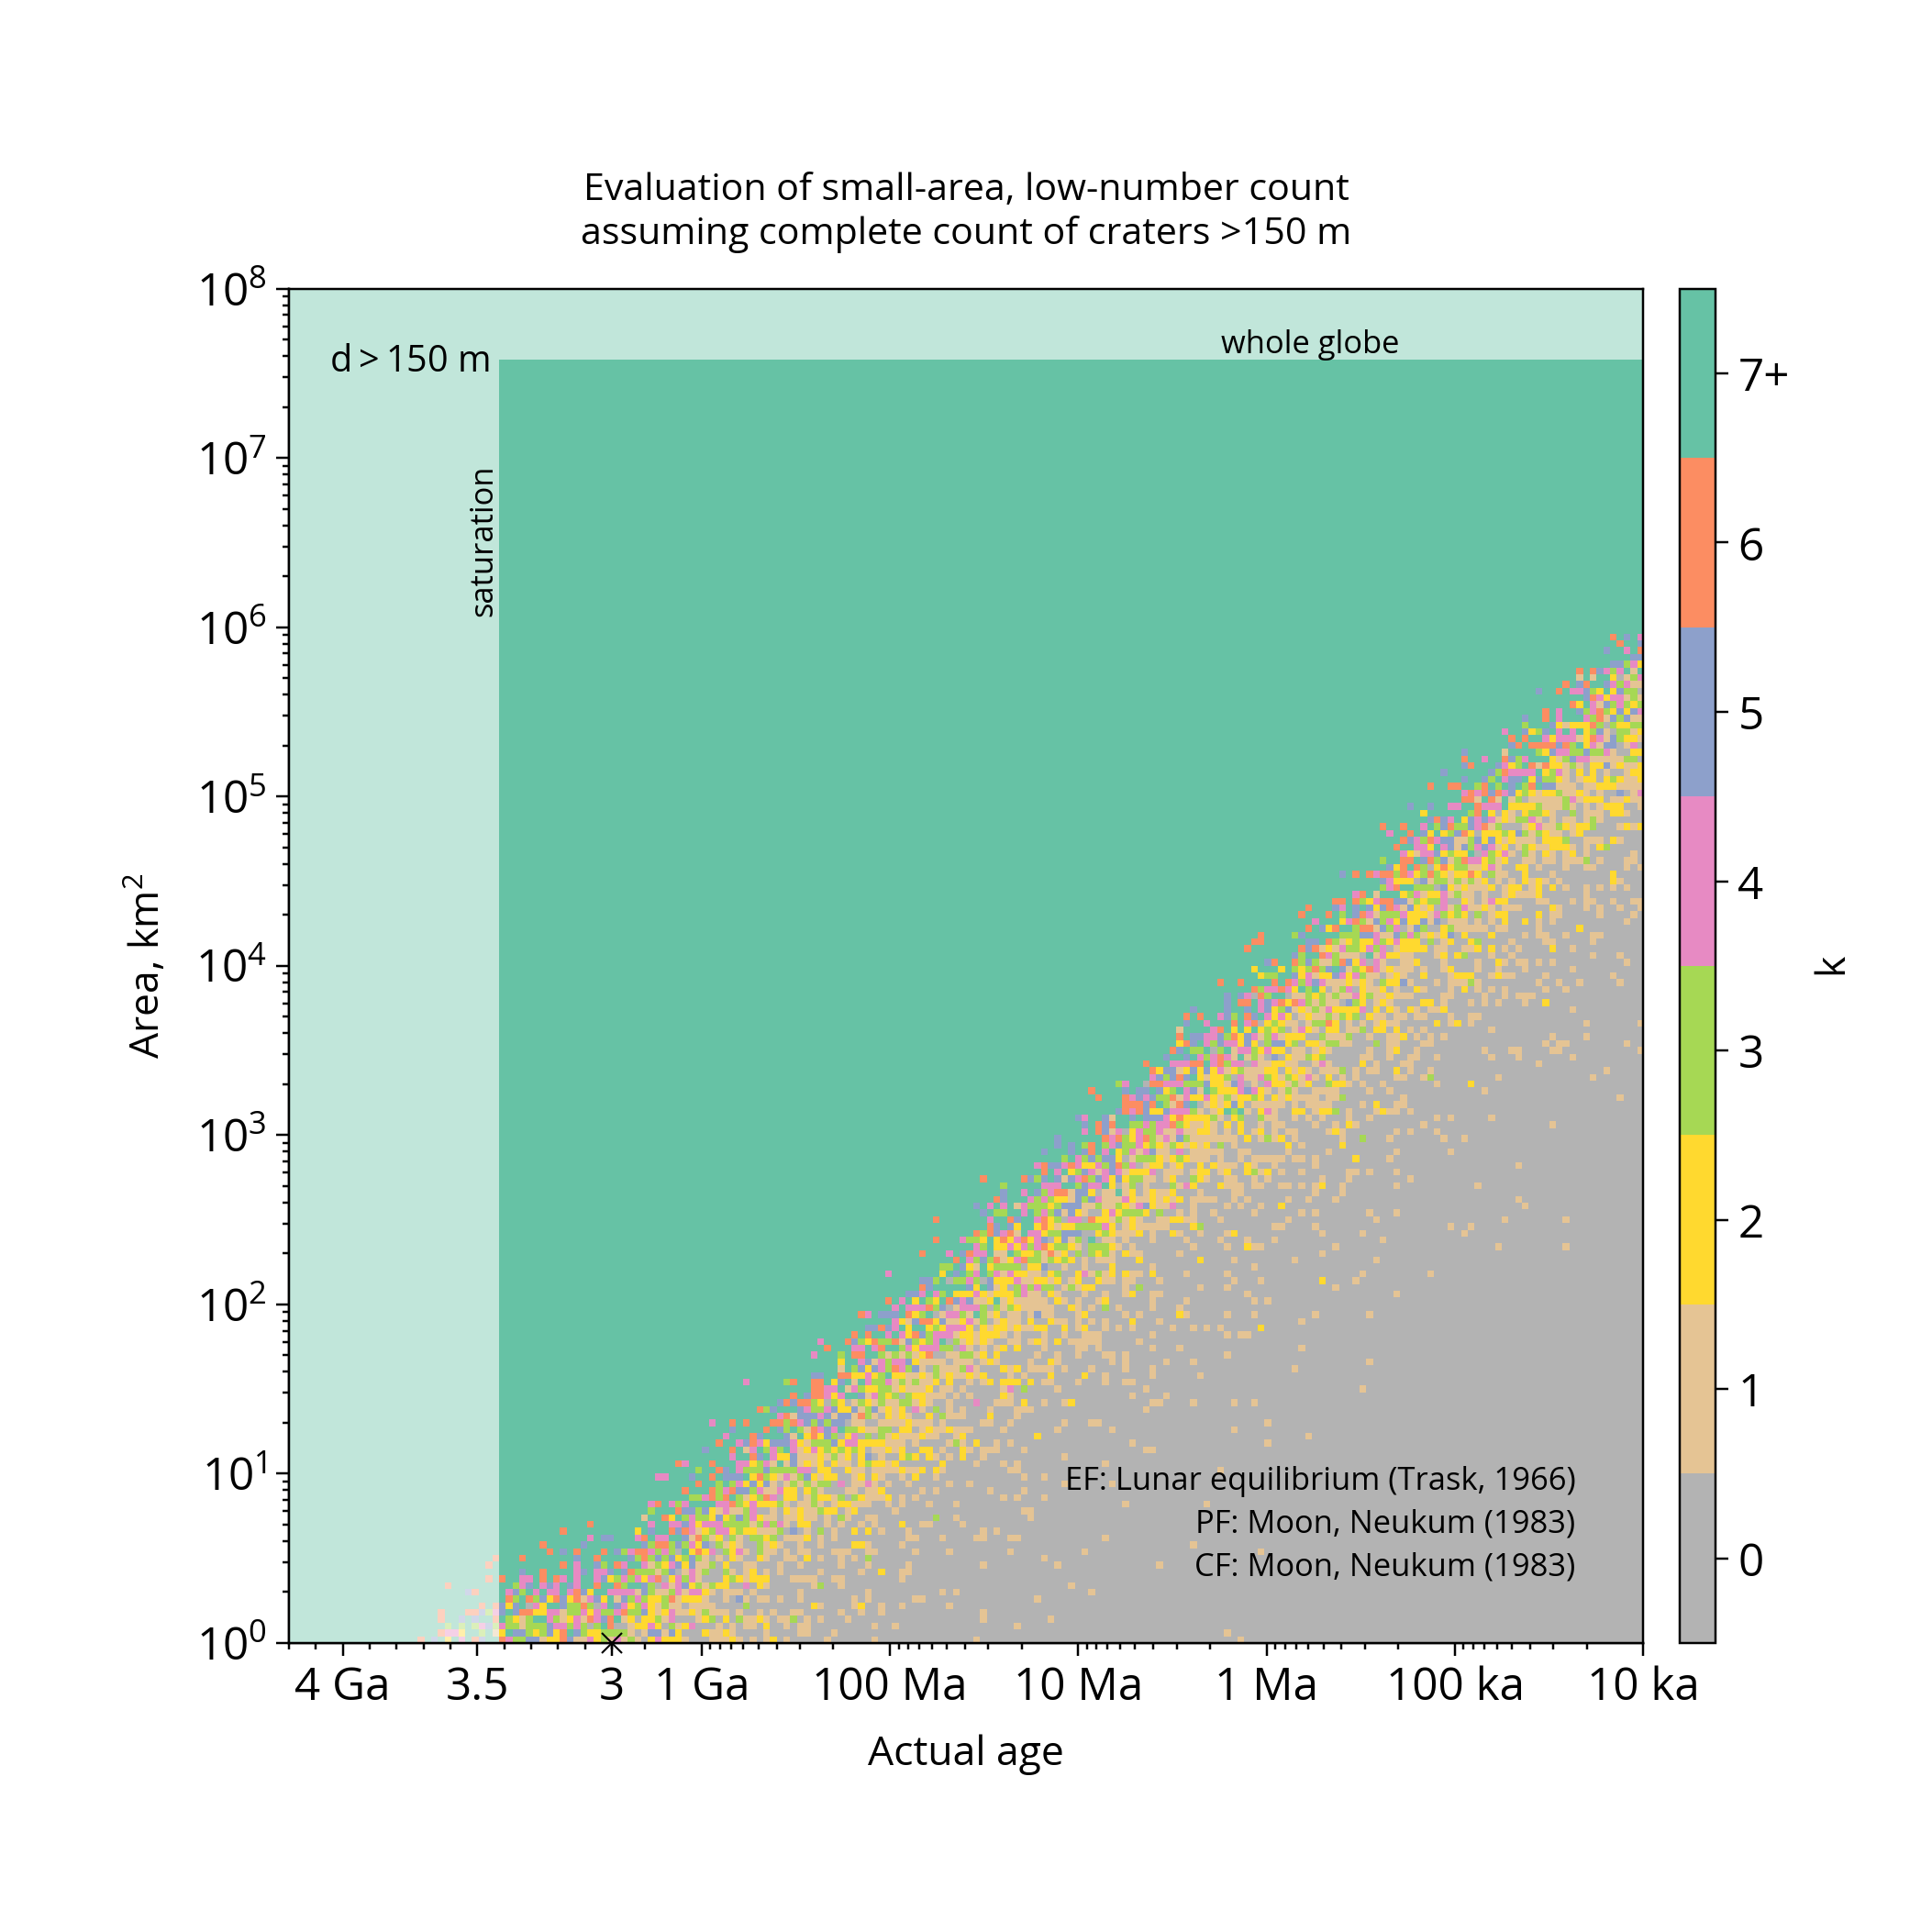 Evaluation of small-area, low-number count
assuming complete count of craters >150 m
10⁸
10⁷
10⁶
10⁵
10⁴
10³
10²
10¹
10⁰
Area, km²
d > 150 m
whole globe
saturation
EF: Lunar equilibrium (Trask, 1966)
PF: Moon, Neukum (1983)
CF: Moon, Neukum (1983)
4 Ga 3.5 3 1 Ga 100 Ma 10 Ma 1 Ma 100 ka 10 ka
Actual age
7+
6
5
4
3
2
1
0
k